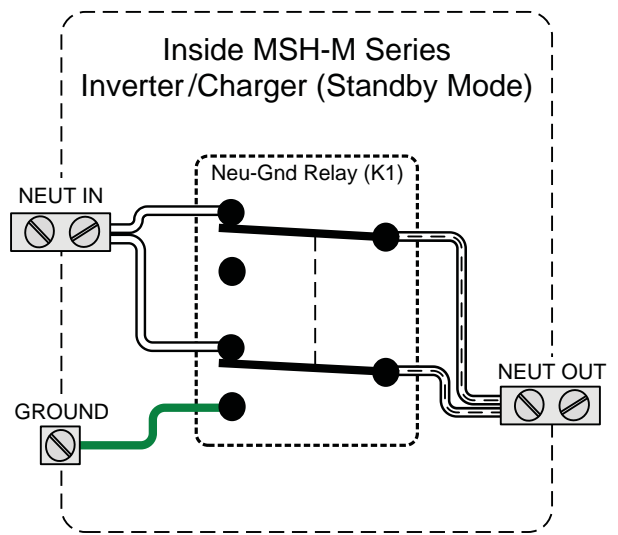 Inside MSH-M Series
Inverter/Charger (Standby Mode)
Neu-Gnd Relay (K1)
NEUT IN
NEUT OUT
GROUND